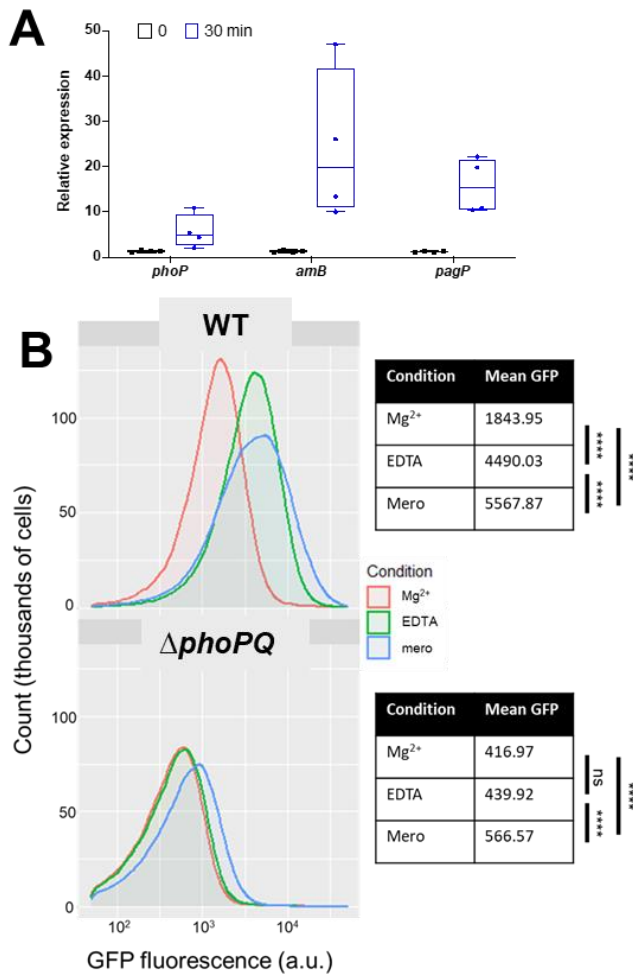 A
0 30 min
50
40
30
20
10
0
Relative expression
phoP arnB pagP
B
WT
100
50
0
Count (thousands of cells)
Condition Mean GFP
Mg²⁺ 1843.95
EDTA 4490.03
Mero 5567.87
****
****
****
Condition
Mg²⁺
EDTA
mero
ΔphoPQ
100
50
0
10² 10³ 10⁴
GFP fluorescence (a.u.)
Condition Mean GFP
Mg²⁺ 416.97
EDTA 439.92
Mero 566.57
ns
****
****